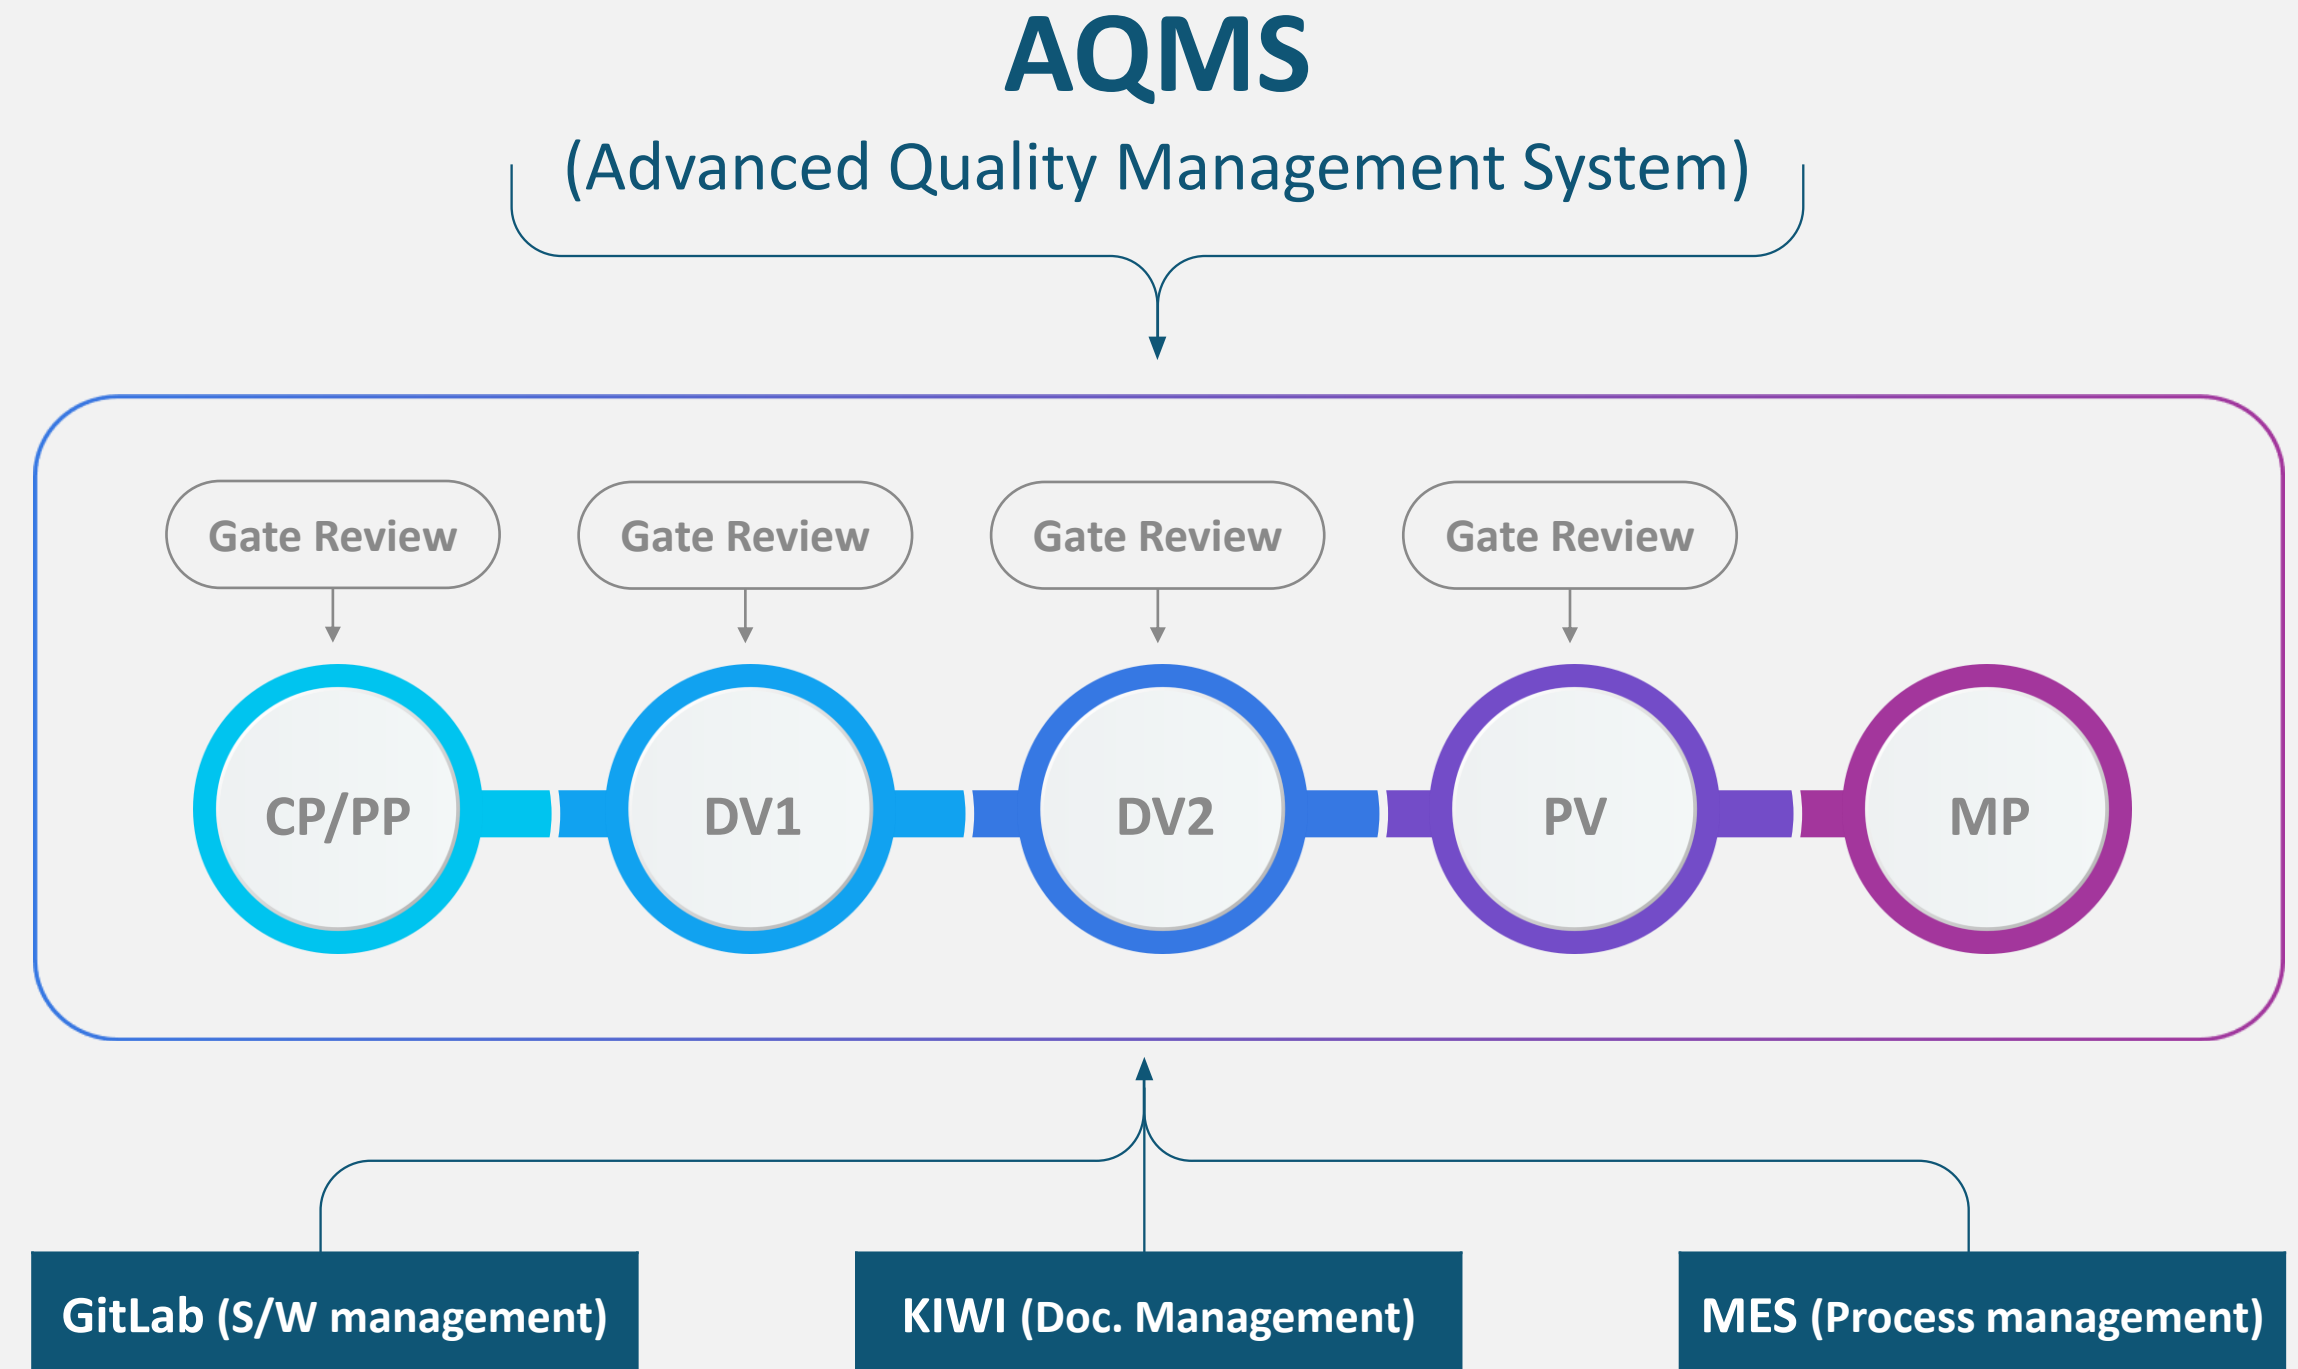 AQMS
(Advanced Quality Management System)
Gate Review
Gate Review
Gate Review
Gate Review
CP/PP
DV1
DV2
PV
MP
GitLab (S/W management)
KIWI (Doc. Management)
MES (Process management)